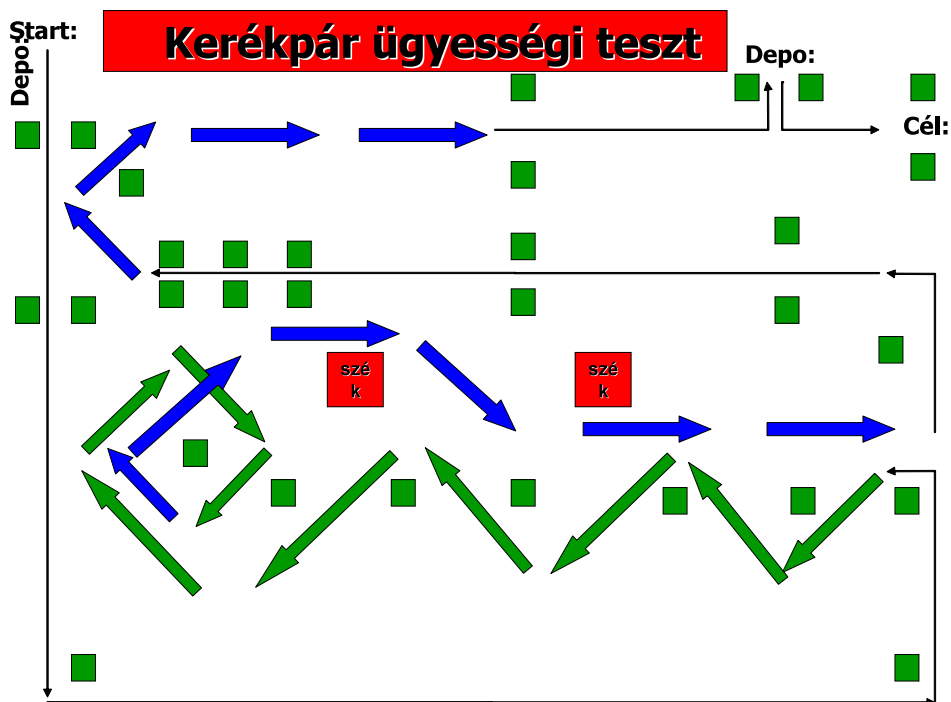 Start:
Kerékpár ügyességi teszt
Depo:
Depo:
Cél:
szé
k
szé
k